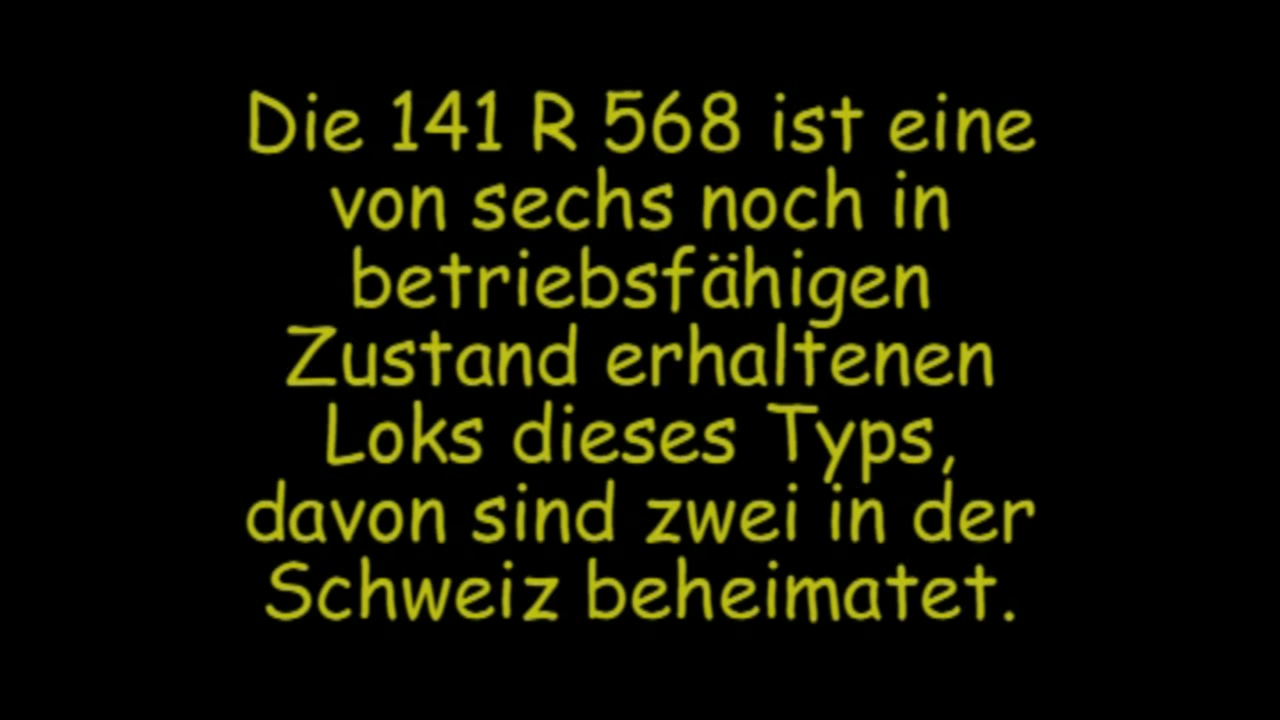 Die 141 R 568 ist eine
von sechs noch in
betriebsfähigen
Zustand erhaltenen
Loks dieses Typs,
davon sind zwei in der
Schweiz beheimatet.